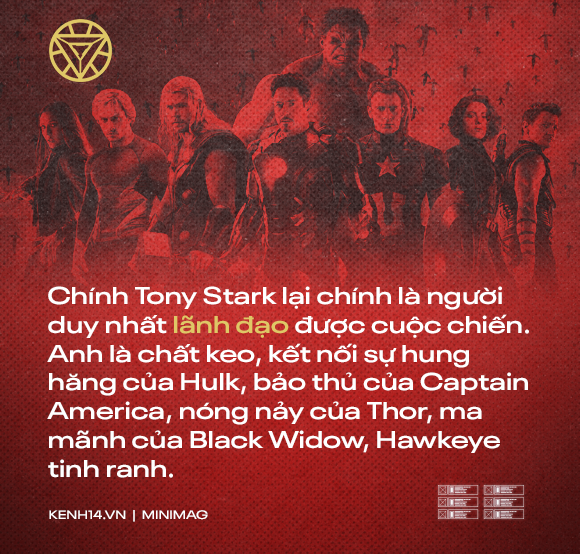 Chính Tony Stark lại chính là người
duy nhất lãnh đạo được cuộc chiến.
Anh là chất keo, kết nối sự hung
hăng của Hulk, bảo thủ của Captain
America, nóng nảy của Thor, ma
mãnh của Black Widow, Hawkeye
tinh ranh.
KENH14.VN | MINIMAG